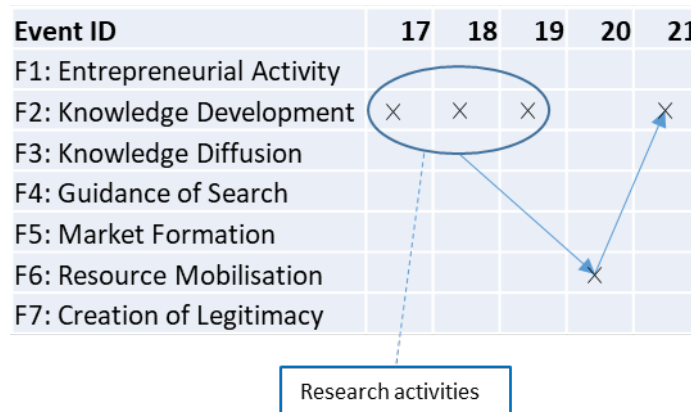 Event ID 17 18 19 20 21
F1: Entrepreneurial Activity
F2: Knowledge Development × × × ×
F3: Knowledge Diffusion
F4: Guidance of Search
F5: Market Formation
F6: Resource Mobilisation ×
F7: Creation of Legitimacy
Research activities